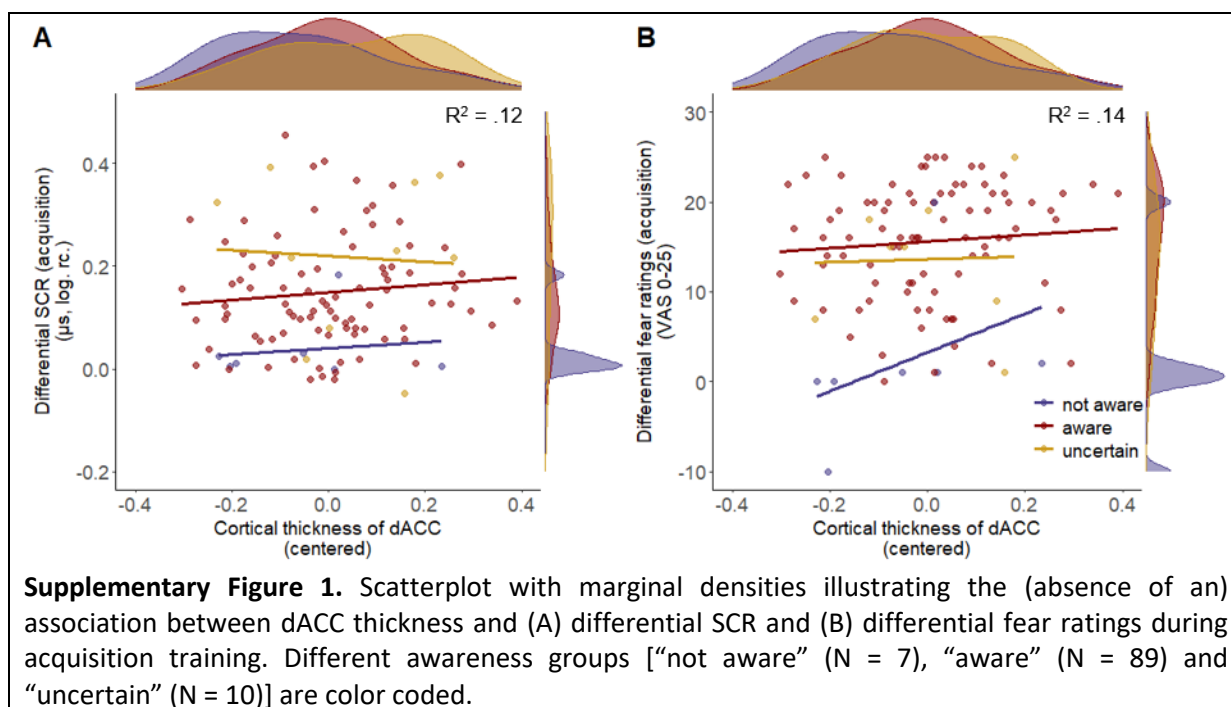 A
R² = .12
Differential SCR (acquisition)
(µs, log. rc.)
0.4
0.2
0.0
-0.2
-0.4
-0.2
0.0
0.2
0.4
Cortical thickness of dACC
(centered)
B
R² = .14
Differential fear ratings (acquisition)
(VAS 0-25)
30
20
10
0
-10
not aware
aware
uncertain
-0.4
-0.2
0.0
0.2
0.4
Cortical thickness of dACC
(centered)
Supplementary Figure 1. Scatterplot with marginal densities illustrating the (absence of an)
association between dACC thickness and (A) differential SCR and (B) differential fear ratings during
acquisition training. Different awareness groups [“not aware” (N = 7), “aware” (N = 89) and
“uncertain” (N = 10)] are color coded.